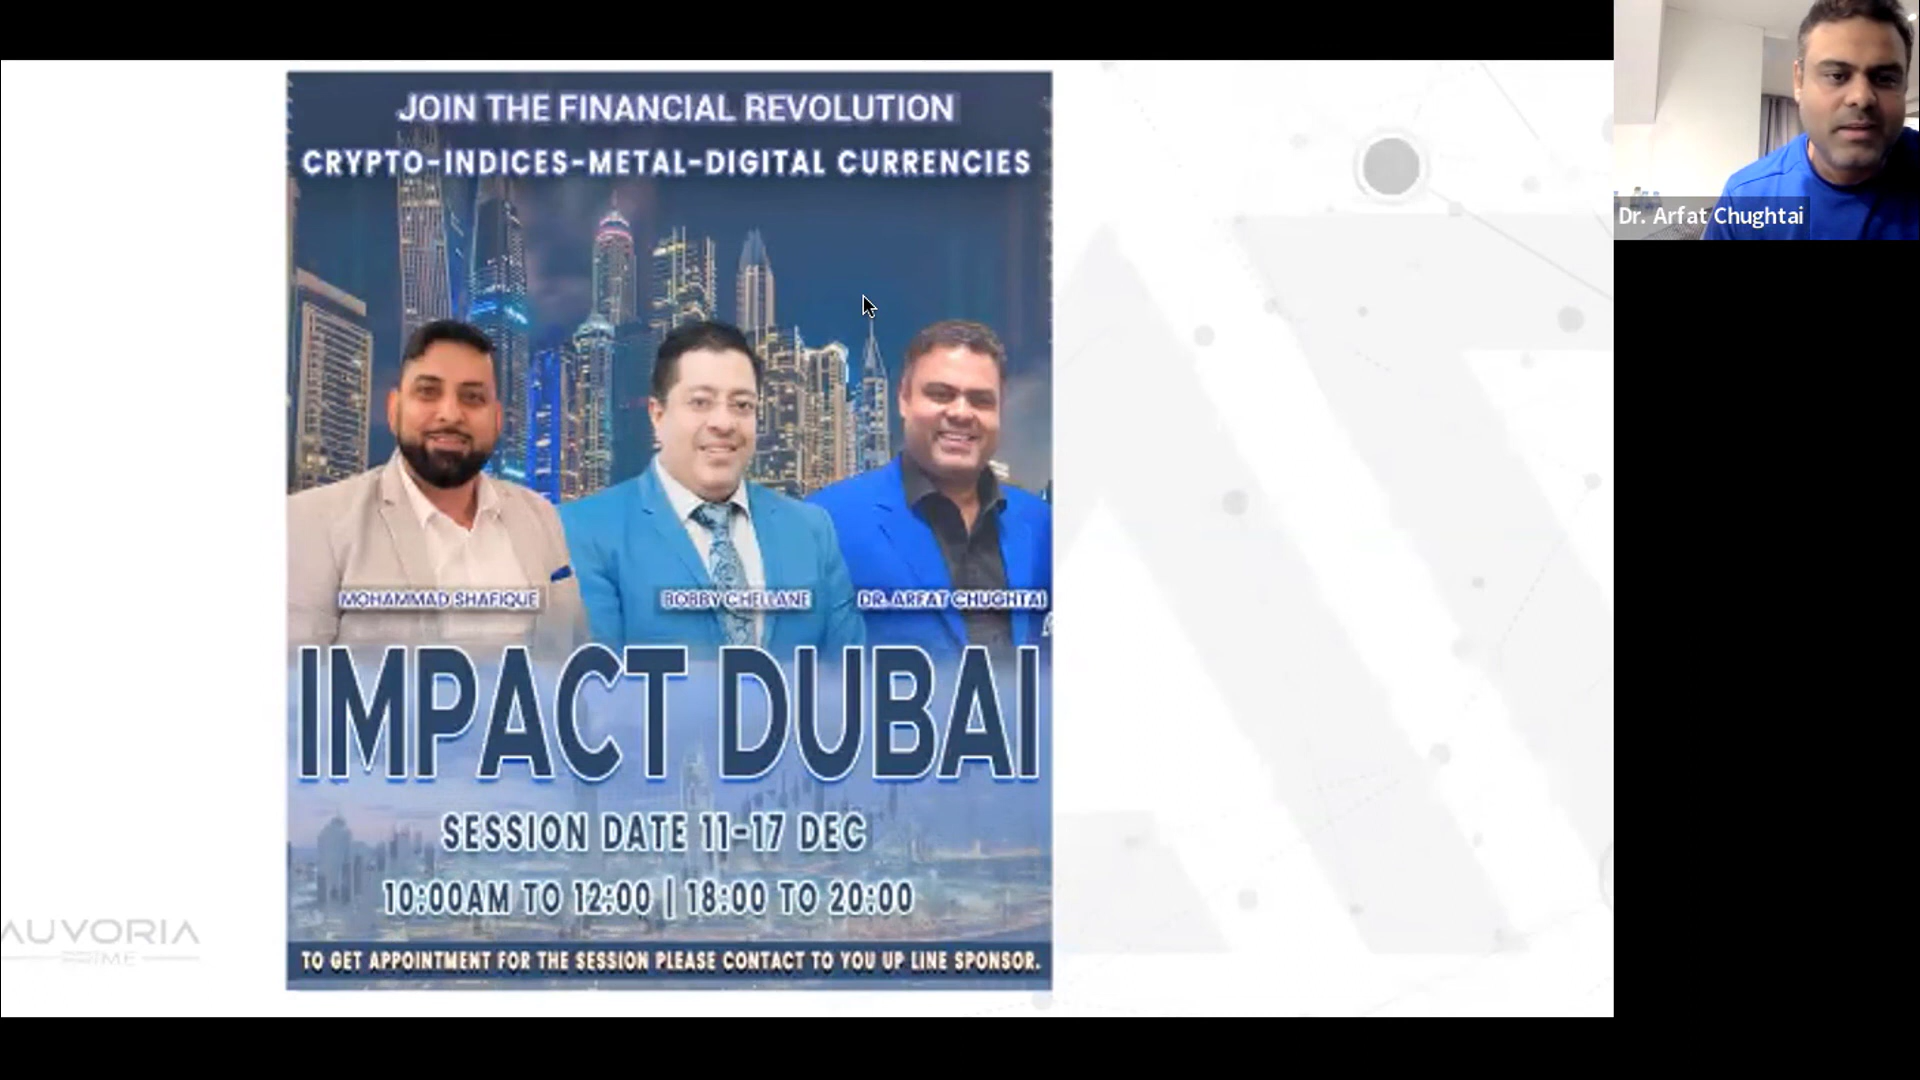 JOIN THE FINANCIAL REVOLUTION
CRYPTO-INDICES-METAL-DIGITAL CURRENCIES
Dr. Arfat Chughtai
MOHAMMAD SHAFIQUE
BOBBY CHELLANE
DR. ARFAT CHUGHTAI
IMPACT DUBAI
SESSION DATE 11-17 DEC
10:00AM TO 12:00 | 18:00 TO 20:00
TO GET APPOINTMENT FOR THE SESSION PLEASE CONTACT TO YOU UP LINE SPONSOR.
AUVORIA
PRIME